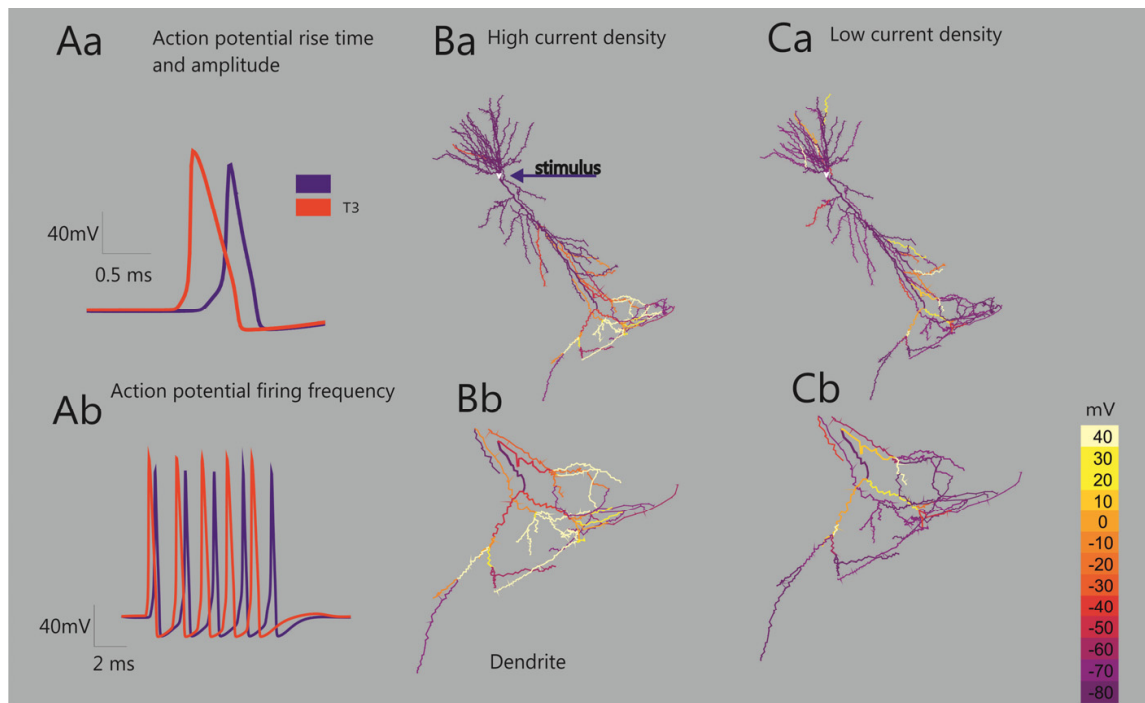 Aa
Action potential rise time
and amplitude
T3
40mV
0.5 ms
Ba
High current density
stimulus
Ca
Low current density
Ab
Action potential firing frequency
40mV
2 ms
Bb
Dendrite
Cb
mV
40
30
20
10
0
-10
-20
-30
-40
-50
-60
-70
-80